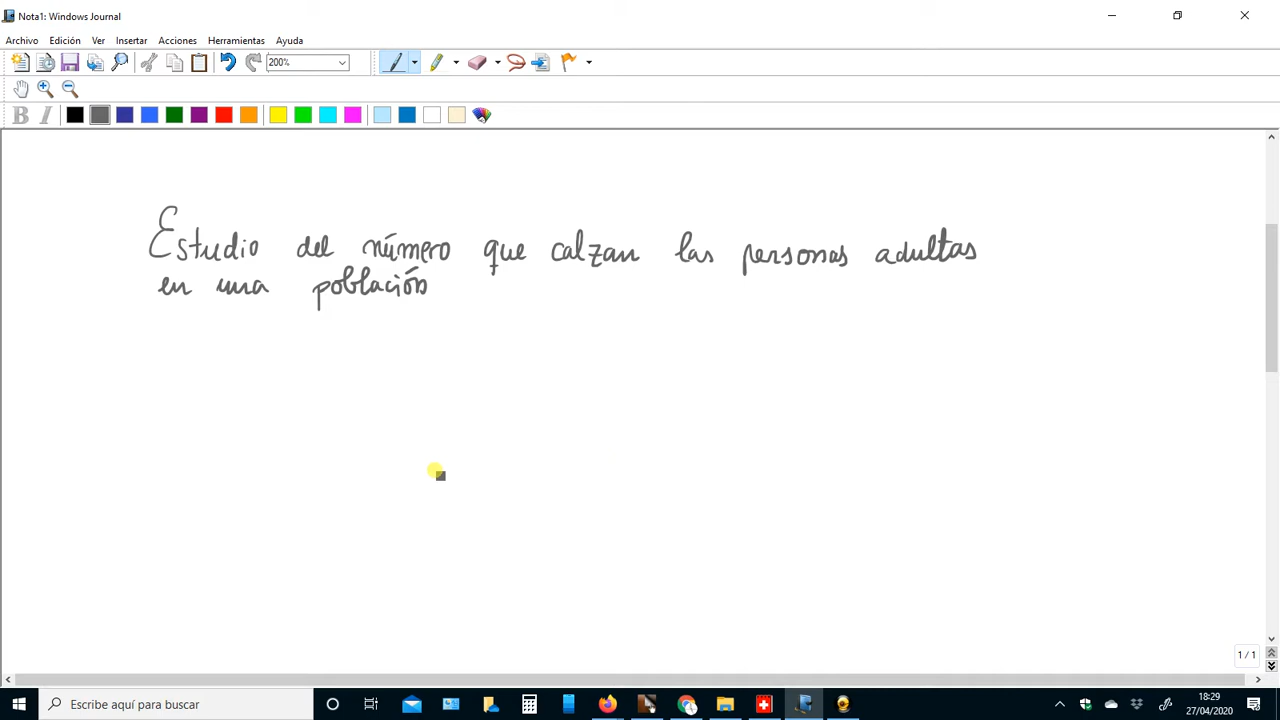 Nota1: Windows Journal
Archivo Edición Ver Insertar Acciones Herramientas Ayuda
200%
B I
Estudio del número que calzan las personas adultas
en una población
1 / 1
Escribe aquí para buscar
18:29
27/04/2020